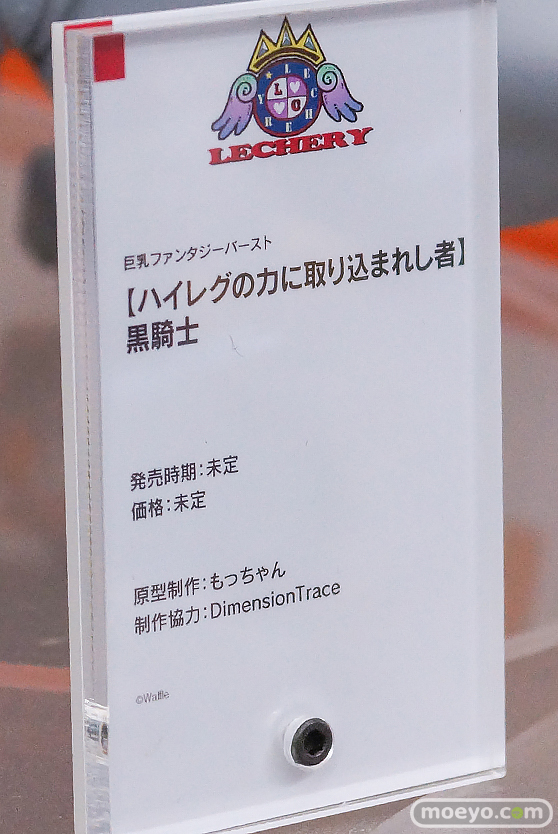 LECHERY
LECHERY
L C
巨乳ファンタジーバースト
【ハイレグの力に取り込まれし者】
黒騎士
発売時期：未定
価格：未定
原型制作：もっちゃん
制作協力：DimensionTrace
©Waffle
moeyo.com